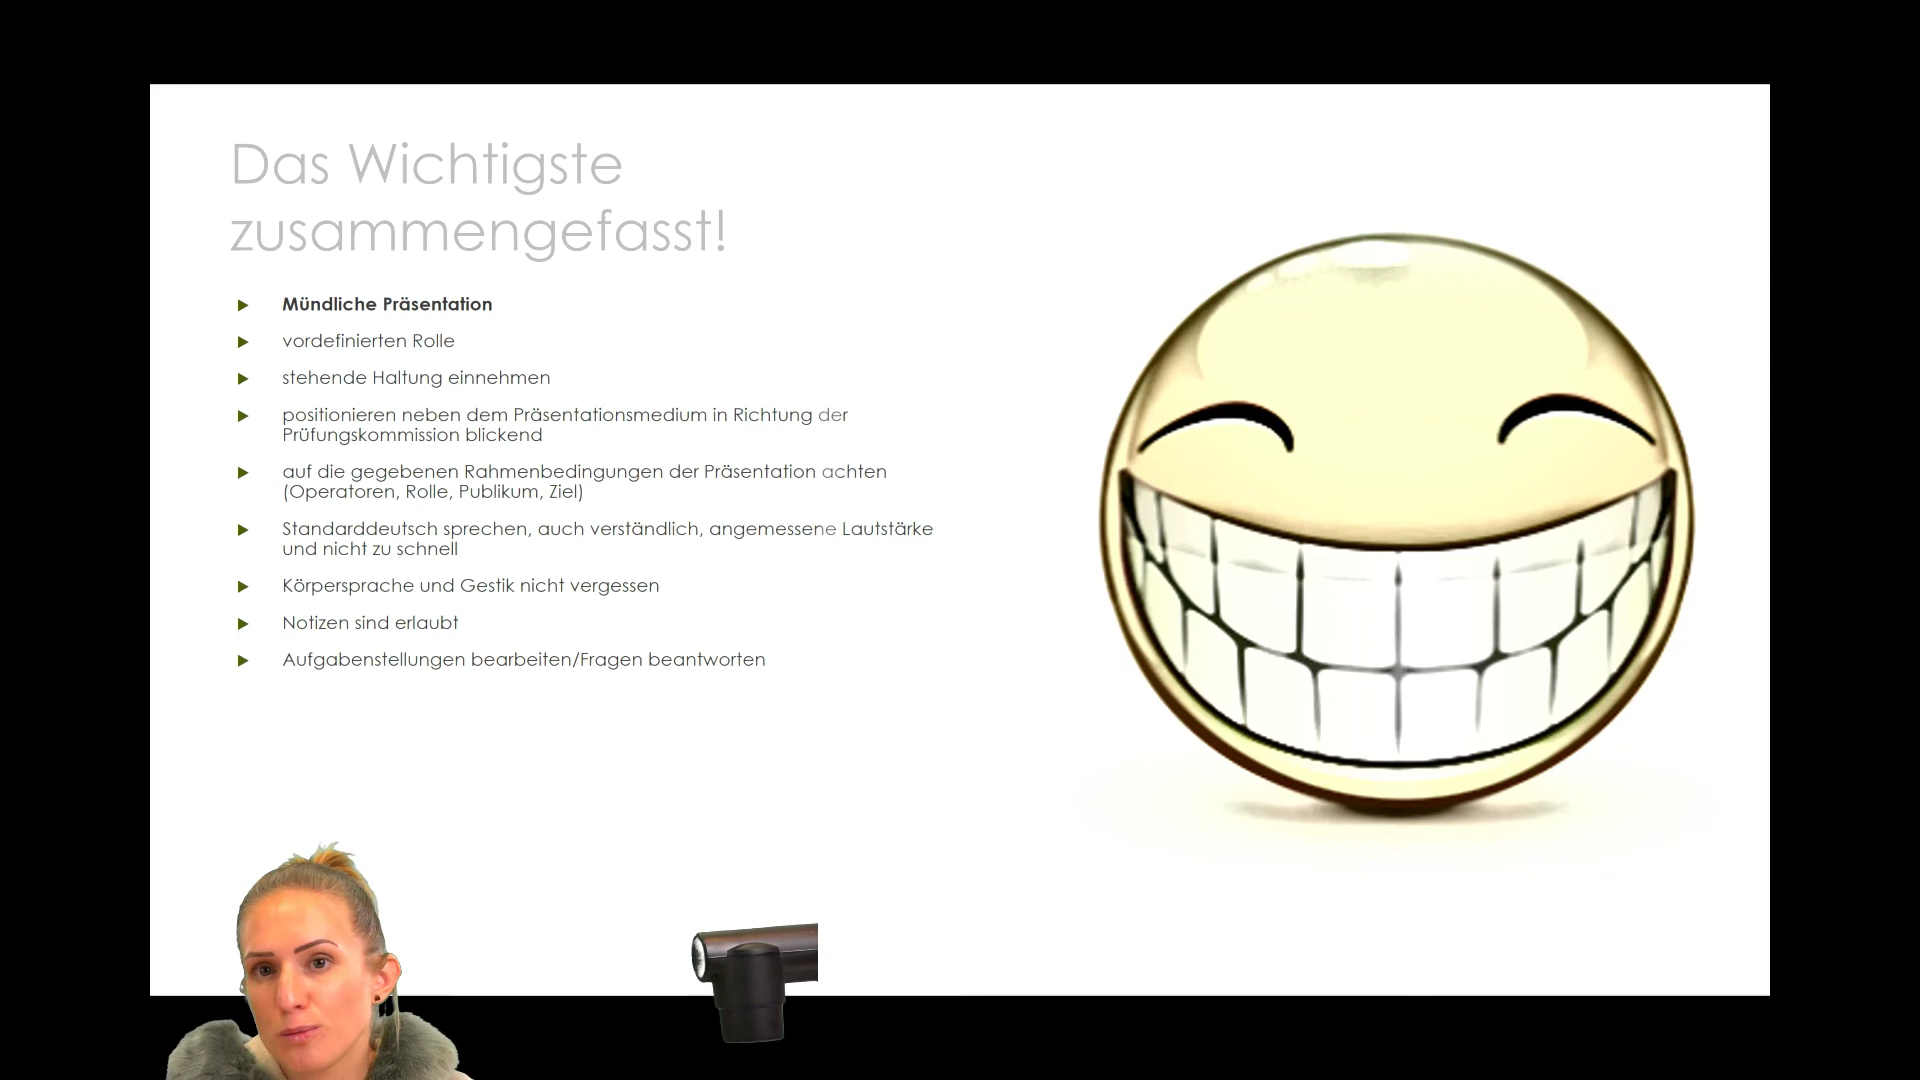 Das Wichtigste
zusammengefasst!
Mündliche Präsentation
vordefinierten Rolle
stehende Haltung einnehmen
positionieren neben dem Präsentationsmedium in Richtung der
Prüfungskommission blickend
auf die gegebenen Rahmenbedingungen der Präsentation achten
(Operatoren, Rolle, Publikum, Ziel)
Standarddeutsch sprechen, auch verständlich, angemessene Lautstärke
und nicht zu schnell
Körpersprache und Gestik nicht vergessen
Notizen sind erlaubt
Aufgabenstellungen bearbeiten/Fragen beantworten